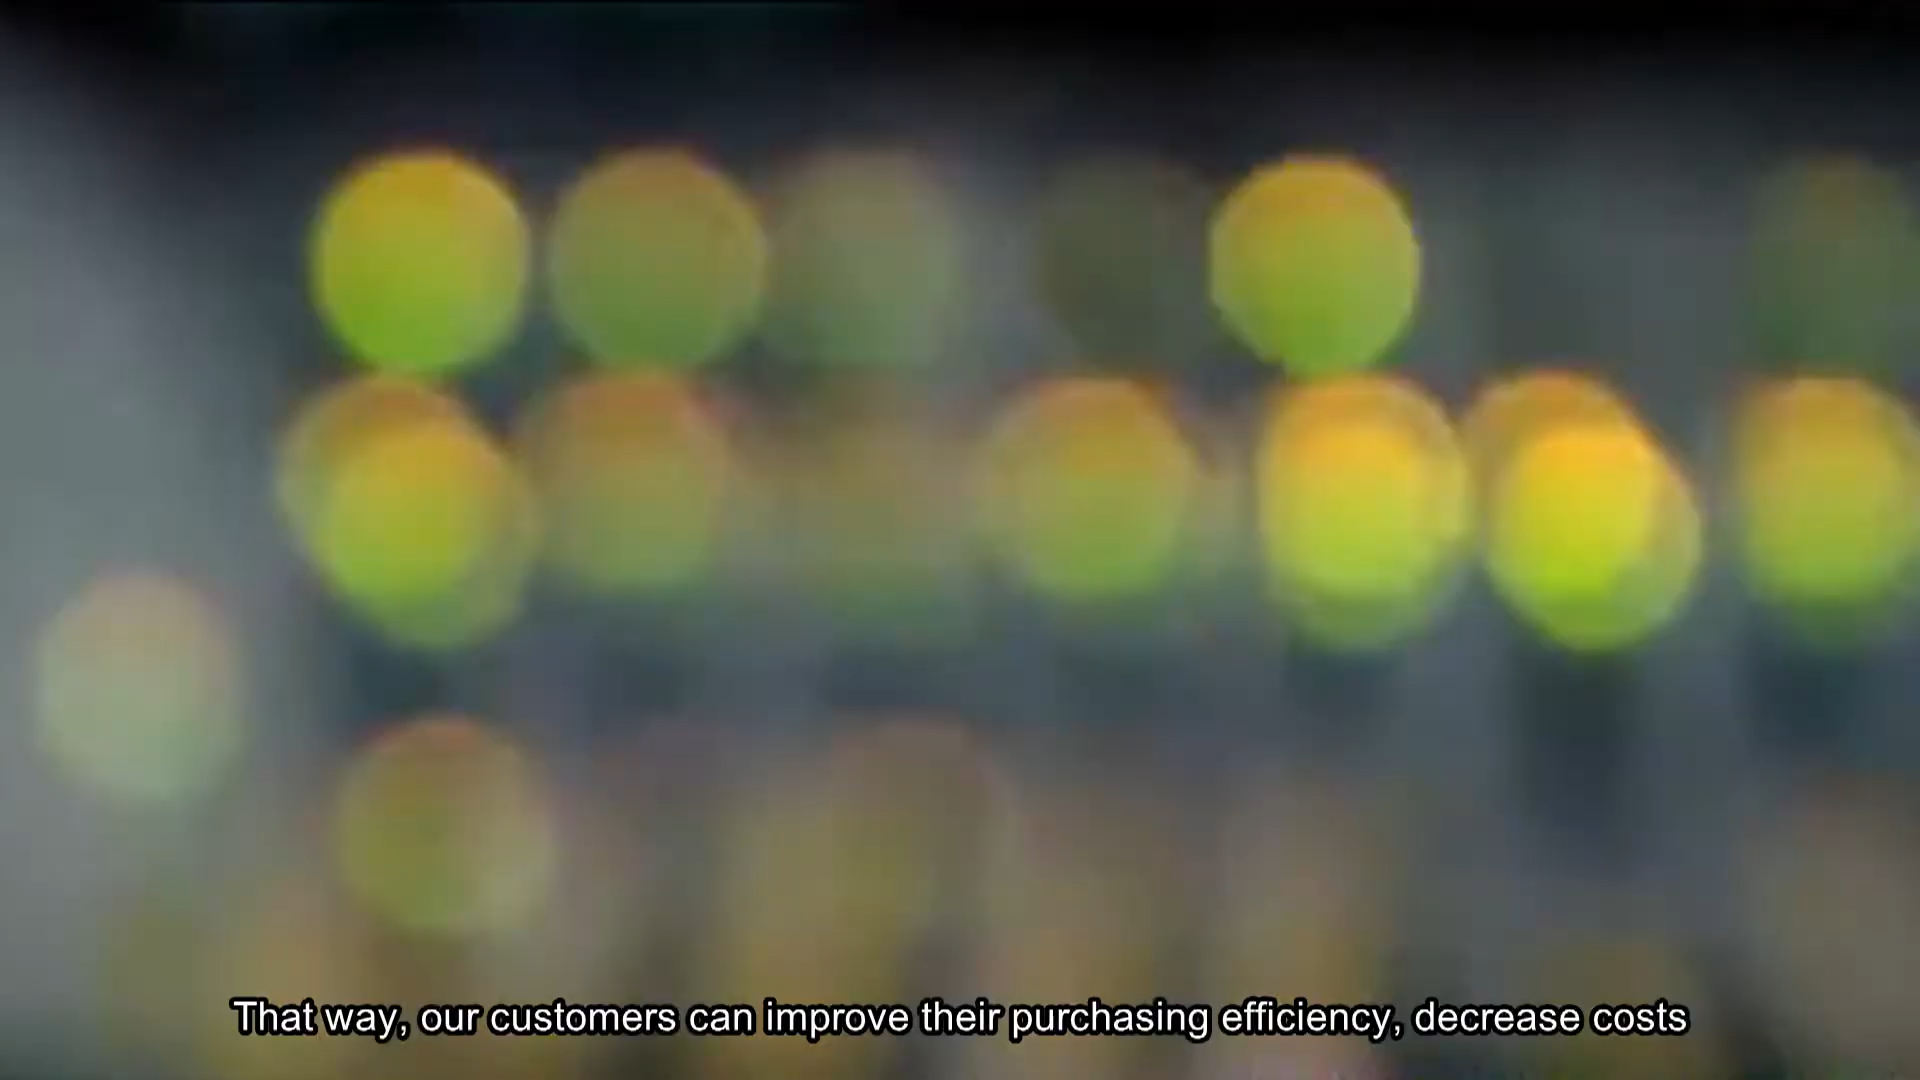 That way, our customers can improve their purchasing efficiency, decrease costs